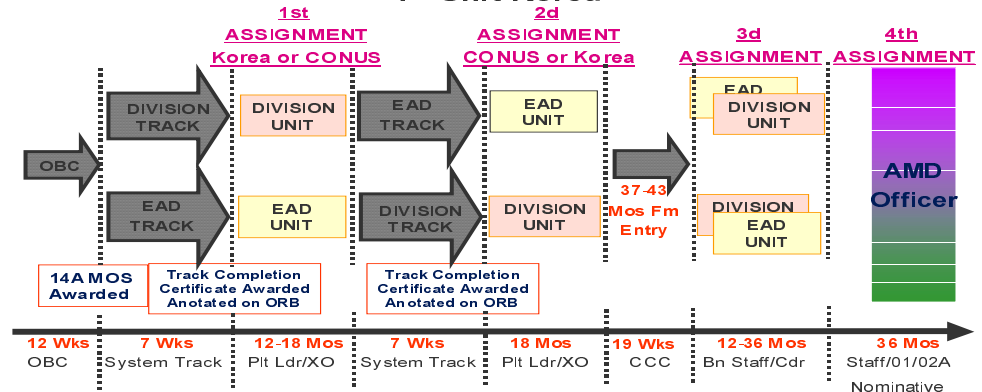 1st
ASSIGNMENT
Korea or CONUS
2d
ASSIGNMENT
CONUS or Korea
3d
ASSIGNMENT
4th
ASSIGNMENT
OBC
DIVISION
TRACK
DIVISION
UNIT
EAD
TRACK
EAD
UNIT
EAD
DIVISION
UNIT
EAD
TRACK
EAD
UNIT
DIVISION
TRACK
DIVISION
UNIT
37-43
Mos Fm
Entry
DIVISION
EAD
UNIT
AMD
Officer
14A MOS
Awarded
Track Completion
Certificate Awarded
Anotated on ORB
Track Completion
Certificate Awarded
Anotated on ORB
12 Wks
OBC
7 Wks
System Track
12-18 Mos
Plt Ldr/XO
7 Wks
System Track
18 Mos
Plt Ldr/XO
19 Wks
CCC
12-36 Mos
Bn Staff/Cdr
36 Mos
Staff/01/02A
Nominative